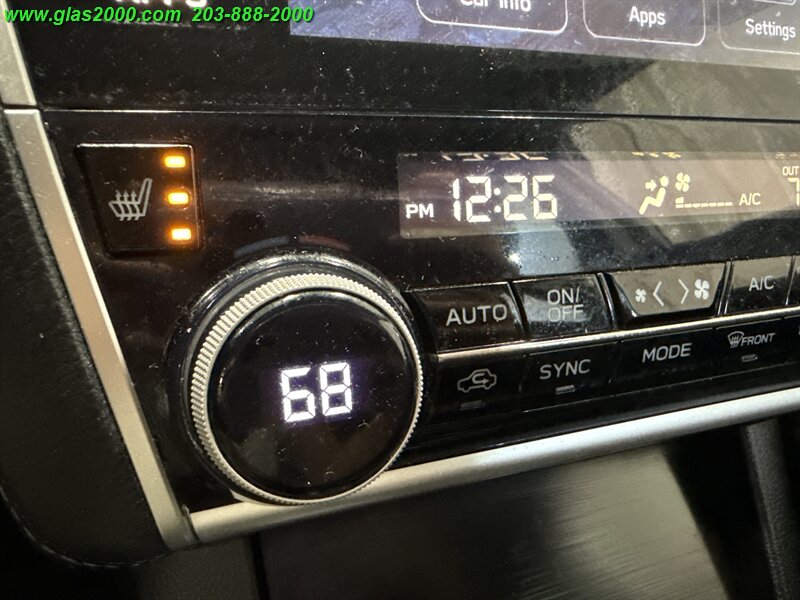 www.glas2000.com 203-888-2000
Car Info
Apps
Settings
OUT
PM 12:26 A/C
AUTO ON/OFF A/C
SYNC MODE FRONT
68